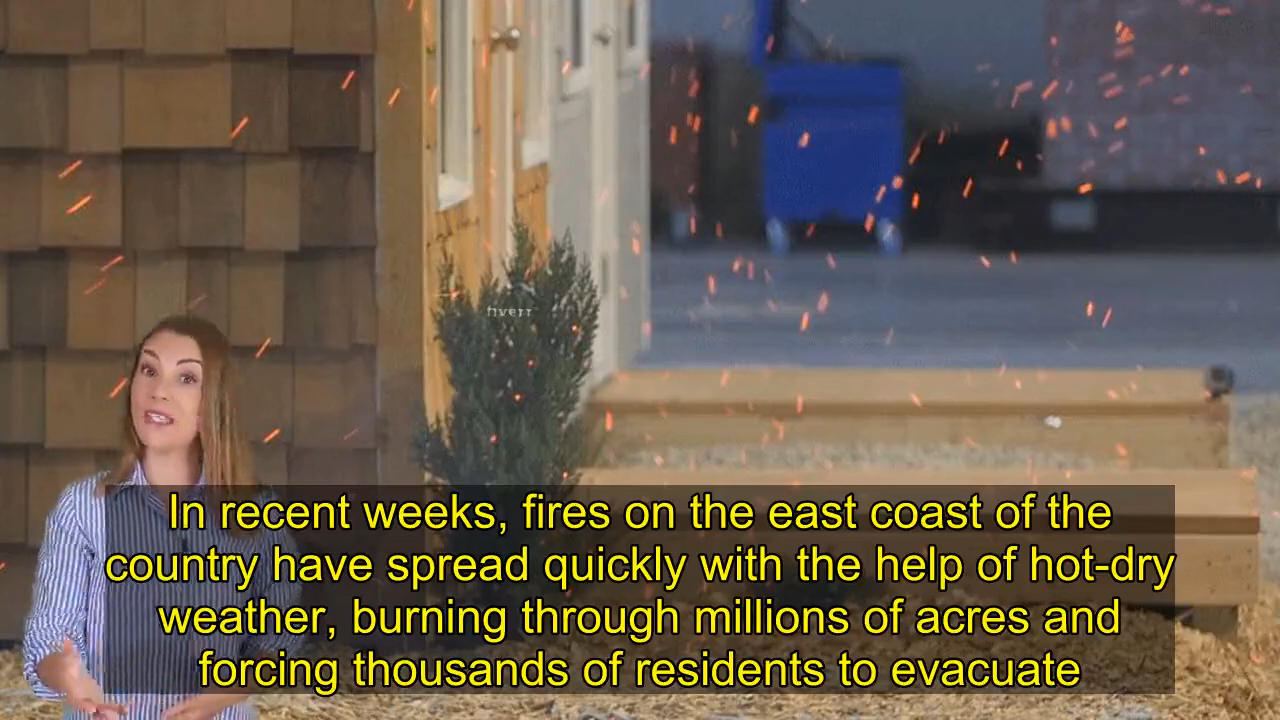 fiverr
In recent weeks, fires on the east coast of the
country have spread quickly with the help of hot-dry
weather, burning through millions of acres and
forcing thousands of residents to evacuate